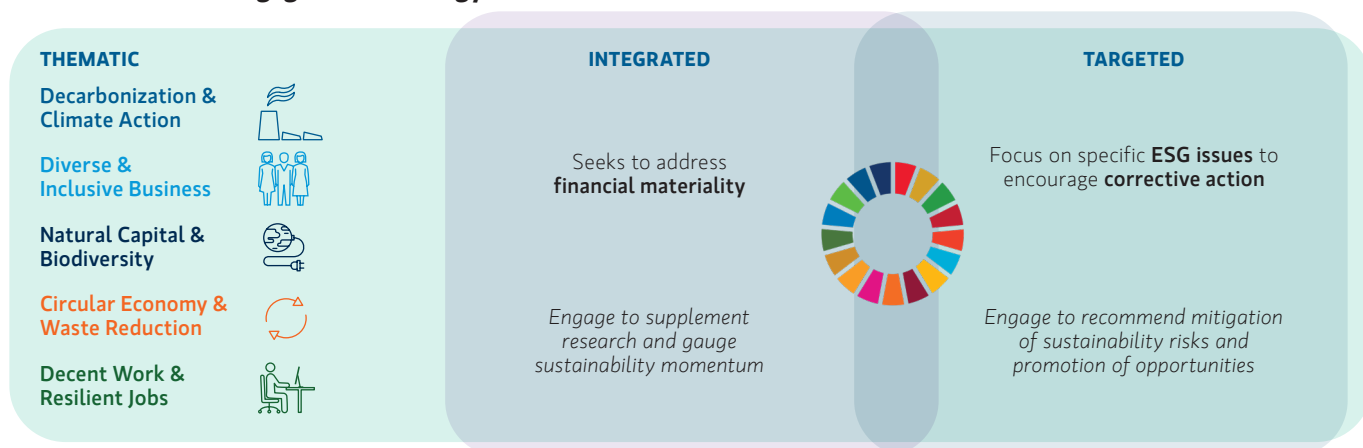 THEMATIC
Decarbonization &
Climate Action
Diverse &
Inclusive Business
Natural Capital &
Biodiversity
Circular Economy &
Waste Reduction
Decent Work &
Resilient Jobs
INTEGRATED
Seeks to address
financial materiality
Engage to supplement
research and gauge
sustainability momentum
TARGETED
Focus on specific ESG issues to
encourage corrective action
Engage to recommend mitigation
of sustainability risks and
promotion of opportunities